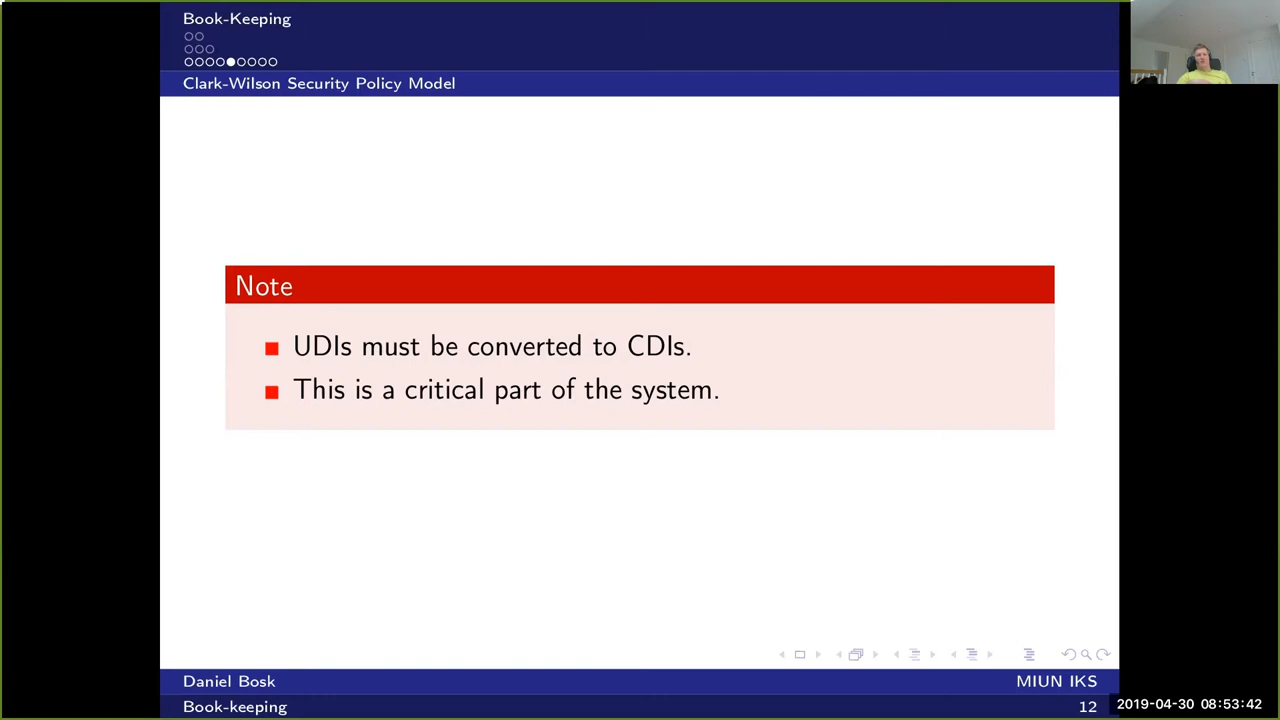 Book-Keeping
Clark-Wilson Security Policy Model
Note
UDIs must be converted to CDIs.
This is a critical part of the system.
Daniel Bosk MIUN IKS
Book-keeping 12
2019-04-30 08:53:42